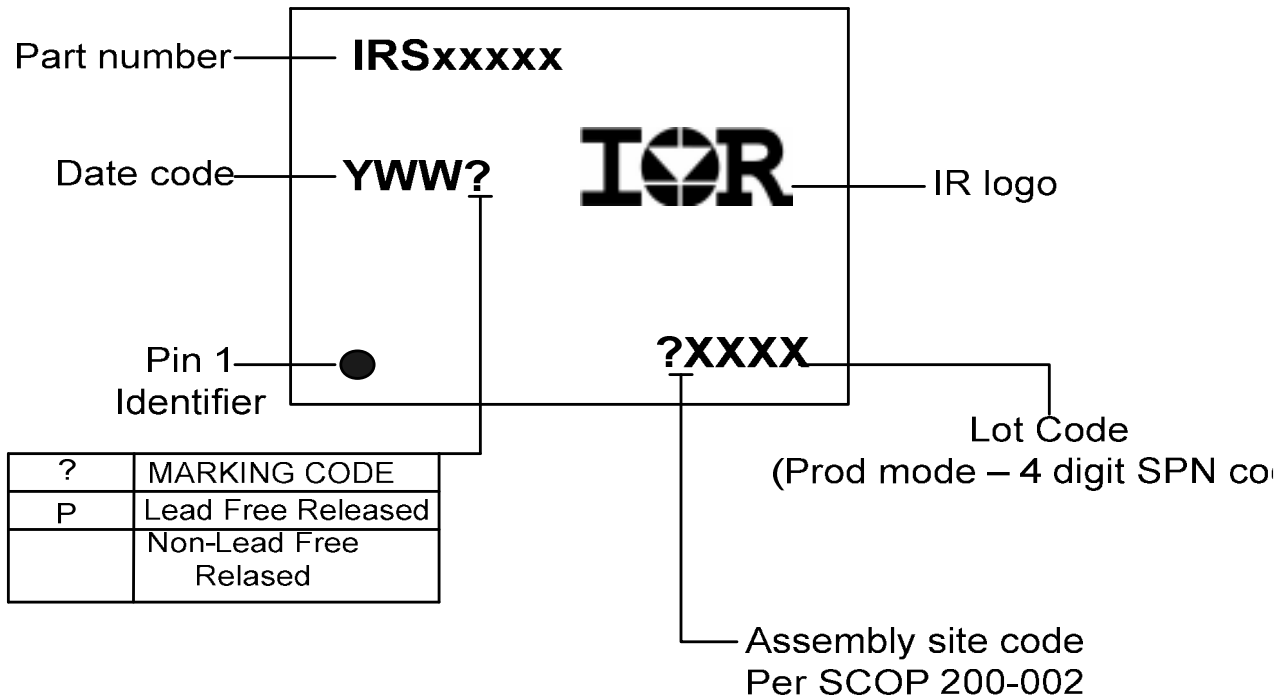 Part number
IRSxxxxx
Date code
YWW?
IOR
IR logo
Pin 1
Identifier
?XXXX
Lot Code
(Prod mode – 4 digit SPN
? MARKING CODE
P Lead Free Released
Non-Lead Free
Relased
Assembly site code
Per SCOP 200-002